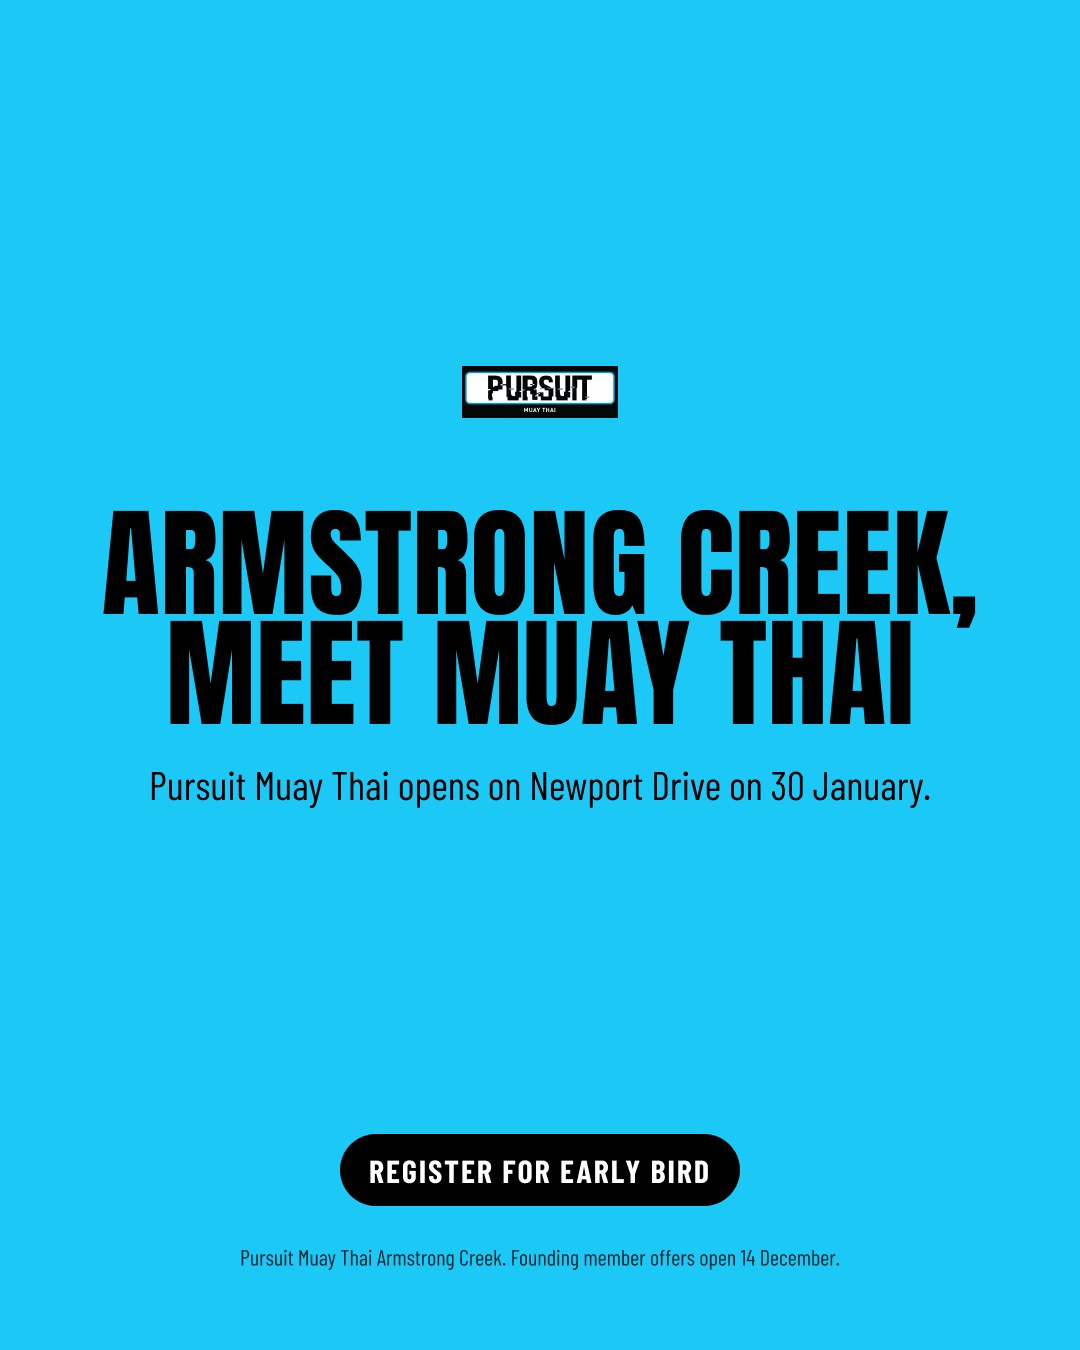 PURSUIT
MUAY THAI
ARMSTRONG CREEK,
MEET MUAY THAI
Pursuit Muay Thai opens on Newport Drive on 30 January.
REGISTER FOR EARLY BIRD
Pursuit Muay Thai Armstrong Creek. Founding member offers open 14 December.